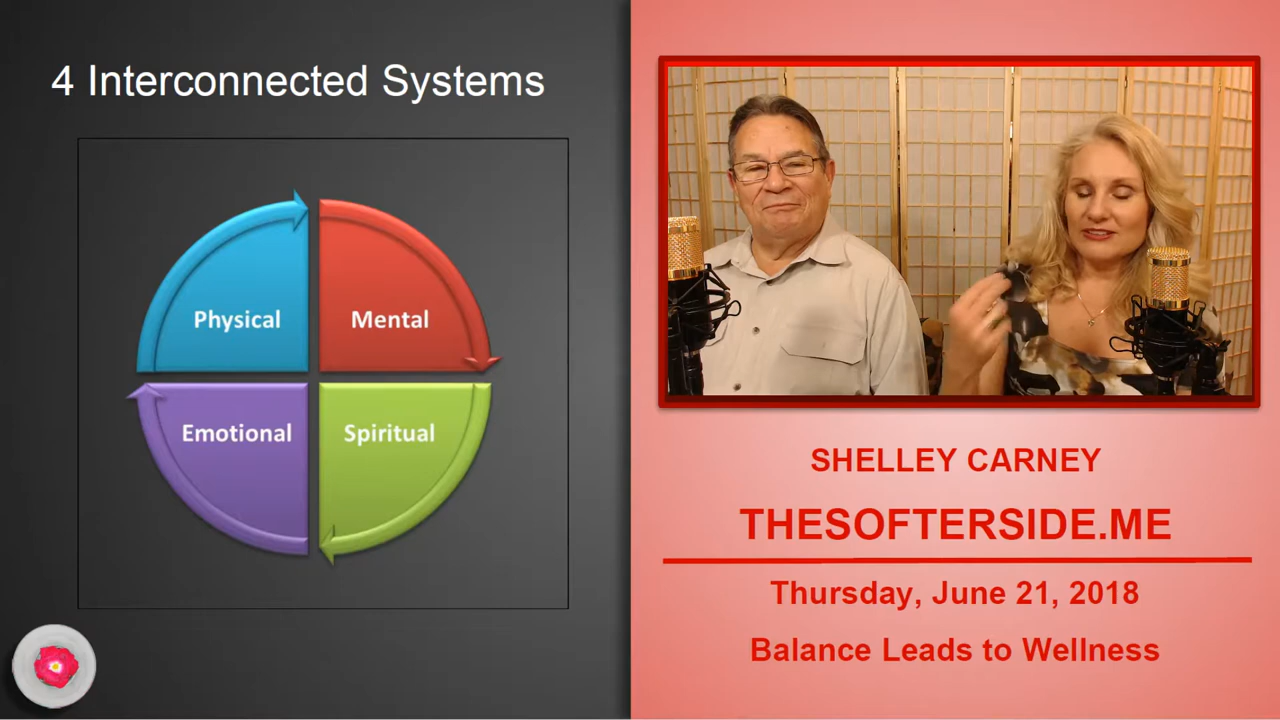 4 Interconnected Systems
Physical
Mental
Emotional
Spiritual
SHELLEY CARNEY
THESOFTERSIDE.ME
Thursday, June 21, 2018
Balance Leads to Wellness